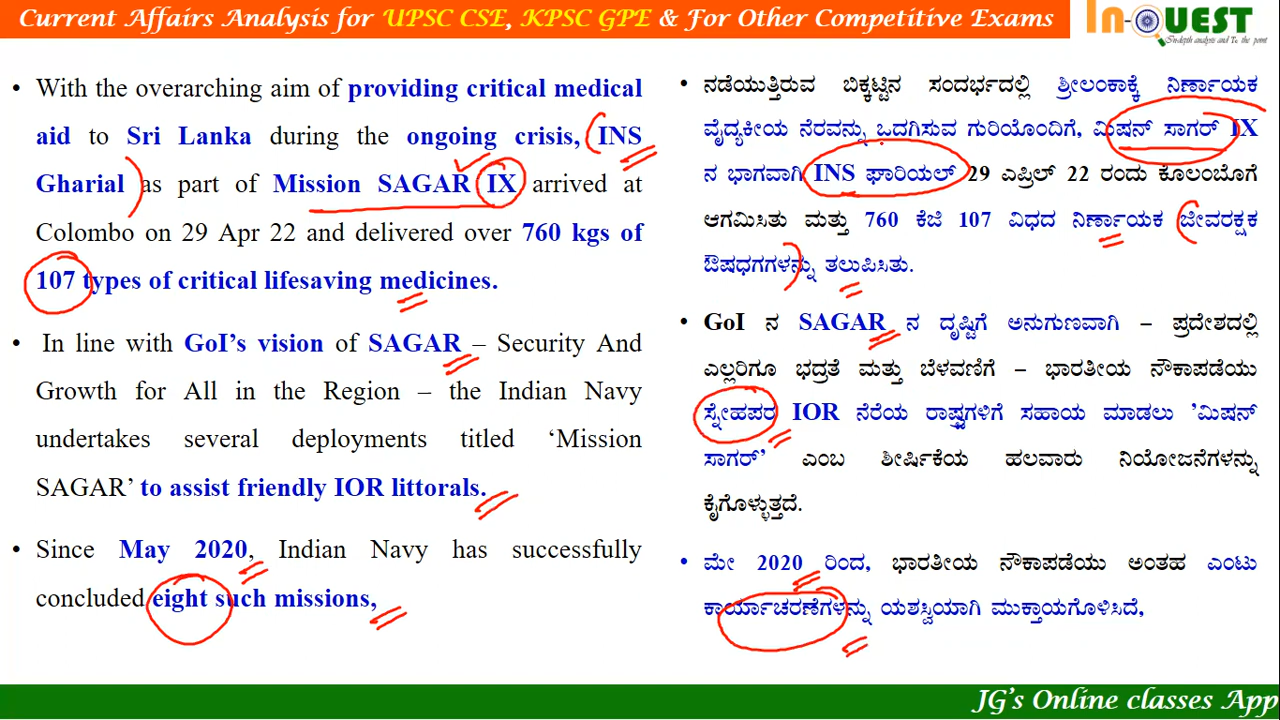 Current Affairs Analysis for UPSC CSE, KPSC GPE & For Other Competitive Exams
In-QUEST
In-depth analysis and To the point
• With the overarching aim of providing critical medical
aid to Sri Lanka during the ongoing crisis, INS
Gharial as part of Mission SAGAR IX arrived at
Colombo on 29 Apr 22 and delivered over 760 kgs of
107 types of critical lifesaving medicines.
• In line with GoI’s vision of SAGAR – Security And
Growth for All in the Region – the Indian Navy
undertakes several deployments titled ‘Mission
SAGAR’ to assist friendly IOR littorals.
• Since May 2020, Indian Navy has successfully
concluded eight such missions,
• ನಡೆಯುತ್ತಿರುವ ಬಿಕ್ಕಟ್ಟಿನ ಸಂದರ್ಭದಲ್ಲಿ ಶ್ರೀಲಂಕಾಕ್ಕೆ ನಿರ್ಣಾಯಕ
ವೈದ್ಯಕೀಯ ನೆರವನ್ನು ಒದಗಿಸುವ ಗುರಿಯೊಂದಿಗೆ, ಮಿಷನ್ ಸಾಗರ್ IX
ನ ಭಾಗವಾಗಿ INS ಘಾರಿಯಲ್ 29 ಎಪ್ರಿಲ್ 22 ರಂದು ಕೊಲಂಬೊಗೆ
ಆಗಮಿಸಿತು ಮತ್ತು 760 ಕೆಜಿ 107 ವಿಧದ ನಿರ್ಣಾಯಕ ಜೀವರಕ್ಷಕ
ಔಷಧಗಗಳನ್ನು ತಲುಪಿಸಿತು.
• GoI ನ SAGAR ನ ದೃಷ್ಟಿಗೆ ಅನುಗುಣವಾಗಿ – ಪ್ರದೇಶದಲ್ಲಿ
ಎಲ್ಲರಿಗೂ ಭದ್ರತೆ ಮತ್ತು ಬೆಳವಣಿಗೆ – ಭಾರತೀಯ ನೌಕಾಪಡೆಯು
ಸ್ನೇಹಪರ IOR ನೆರೆಯ ರಾಷ್ಟ್ರಗಳಿಗೆ ಸಹಾಯ ಮಾಡಲು 'ಮಿಷನ್
ಸಾಗರ್' ಎಂಬ ಶೀರ್ಷಿಕೆಯ ಹಲವಾರು ನಿಯೋಜನೆಗಳನ್ನು
ಕೈಗೊಳ್ಳುತ್ತದೆ.
• ಮೇ 2020 ರಿಂದ, ಭಾರತೀಯ ನೌಕಾಪಡೆಯು ಅಂತಹ ಎಂಟು
ಕಾರ್ಯಾಚರಣೆಗಳನ್ನು ಯಶಸ್ವಿಯಾಗಿ ಮುಕ್ತಾಯಗೊಳಿಸಿದೆ,
JG's Online classes App